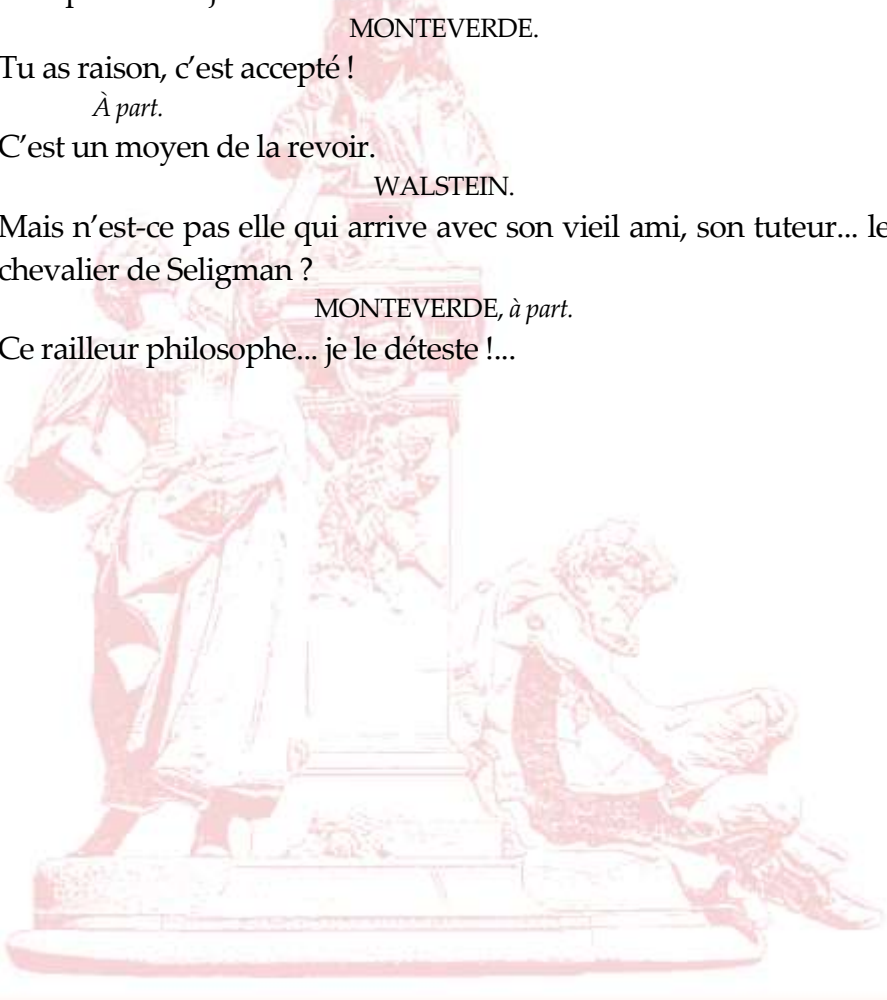 MONTEVERDE.
Tu as raison, c’est accepté !
À part.
C’est un moyen de la revoir.
WALSTEIN.
Mais n’est-ce pas elle qui arrive avec son vieil ami, son tuteur... le
chevalier de Seligman ?
MONTEVERDE, à part.
Ce railleur philosophe... je le déteste !...